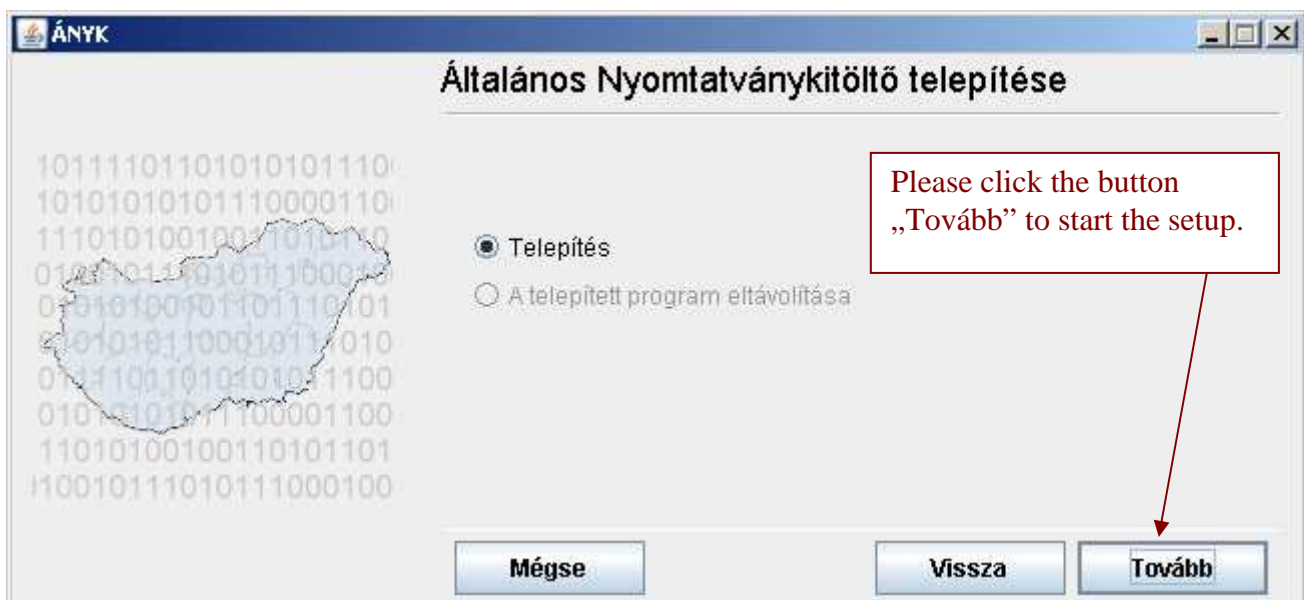 ÁNYK
Általános Nyomtatványkitöltő telepítése
Please click the button
„Tovább” to start the setup.
Telepítés
A telepített program eltávolítása
Mégse
Vissza
Tovább